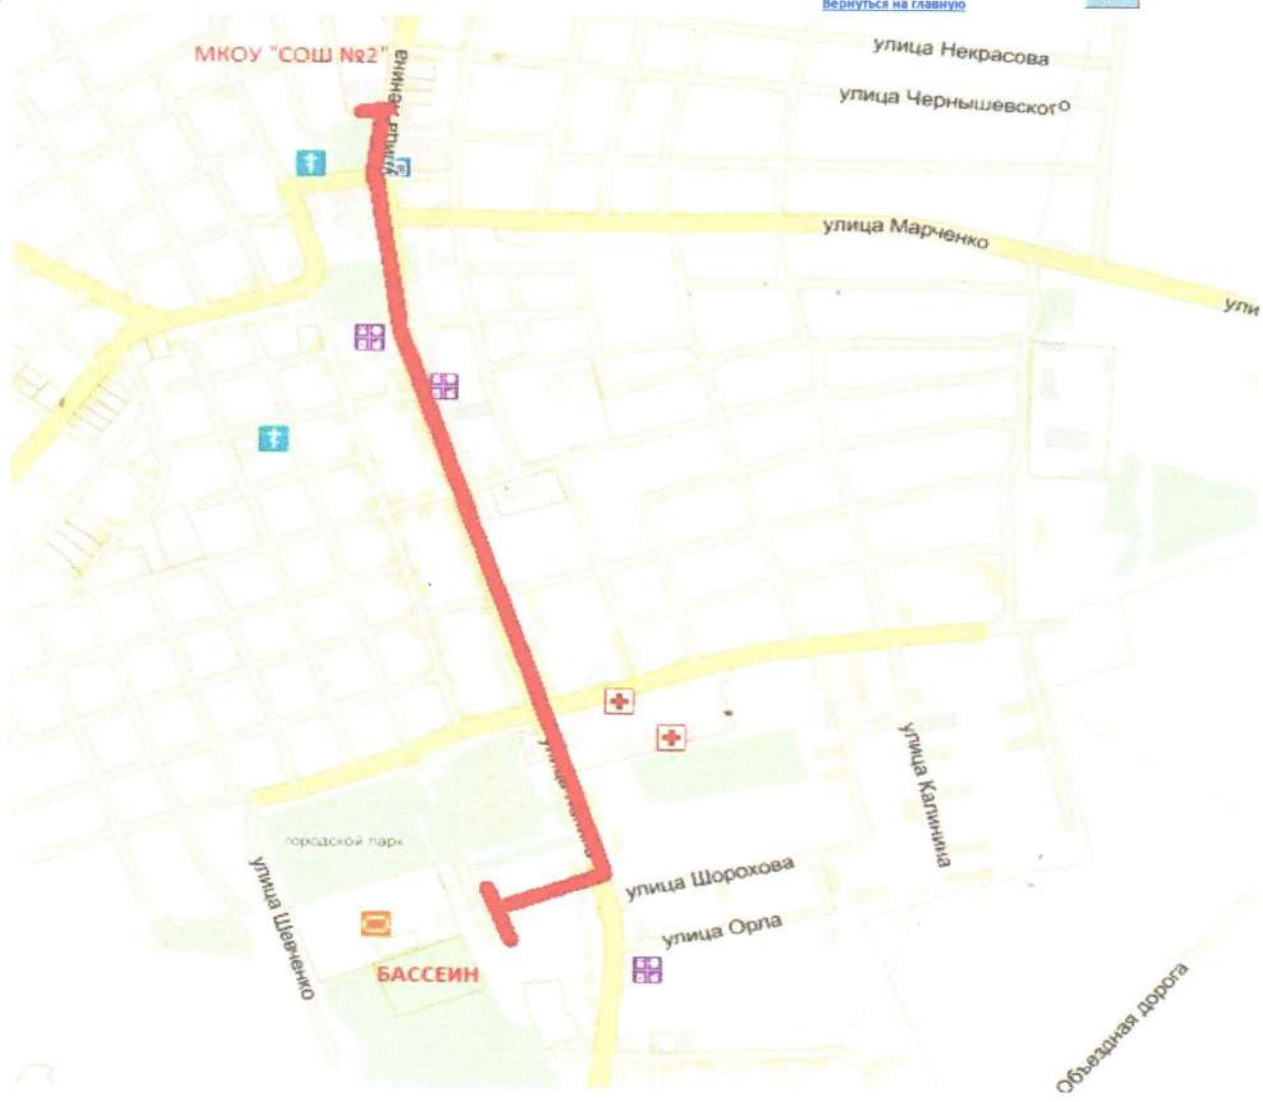 Вернуться на главную
улица Некрасова
МКОУ "СОШ №2"
улица Чернышевского
улица Ленина
улица Марченко
ули
улица Калинина
городской парк
улица Шорохова
улица Шевченко
улица Орла
БАССЕИН
Объездная дорога